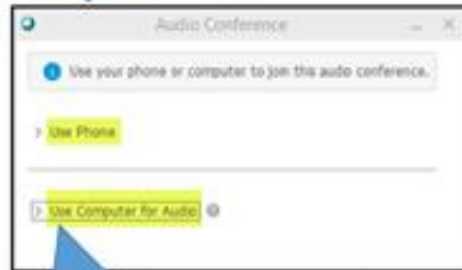 Audio Conference
Use your phone or computer to join this audio conference.
> Use Phone
> Use Computer for Audio